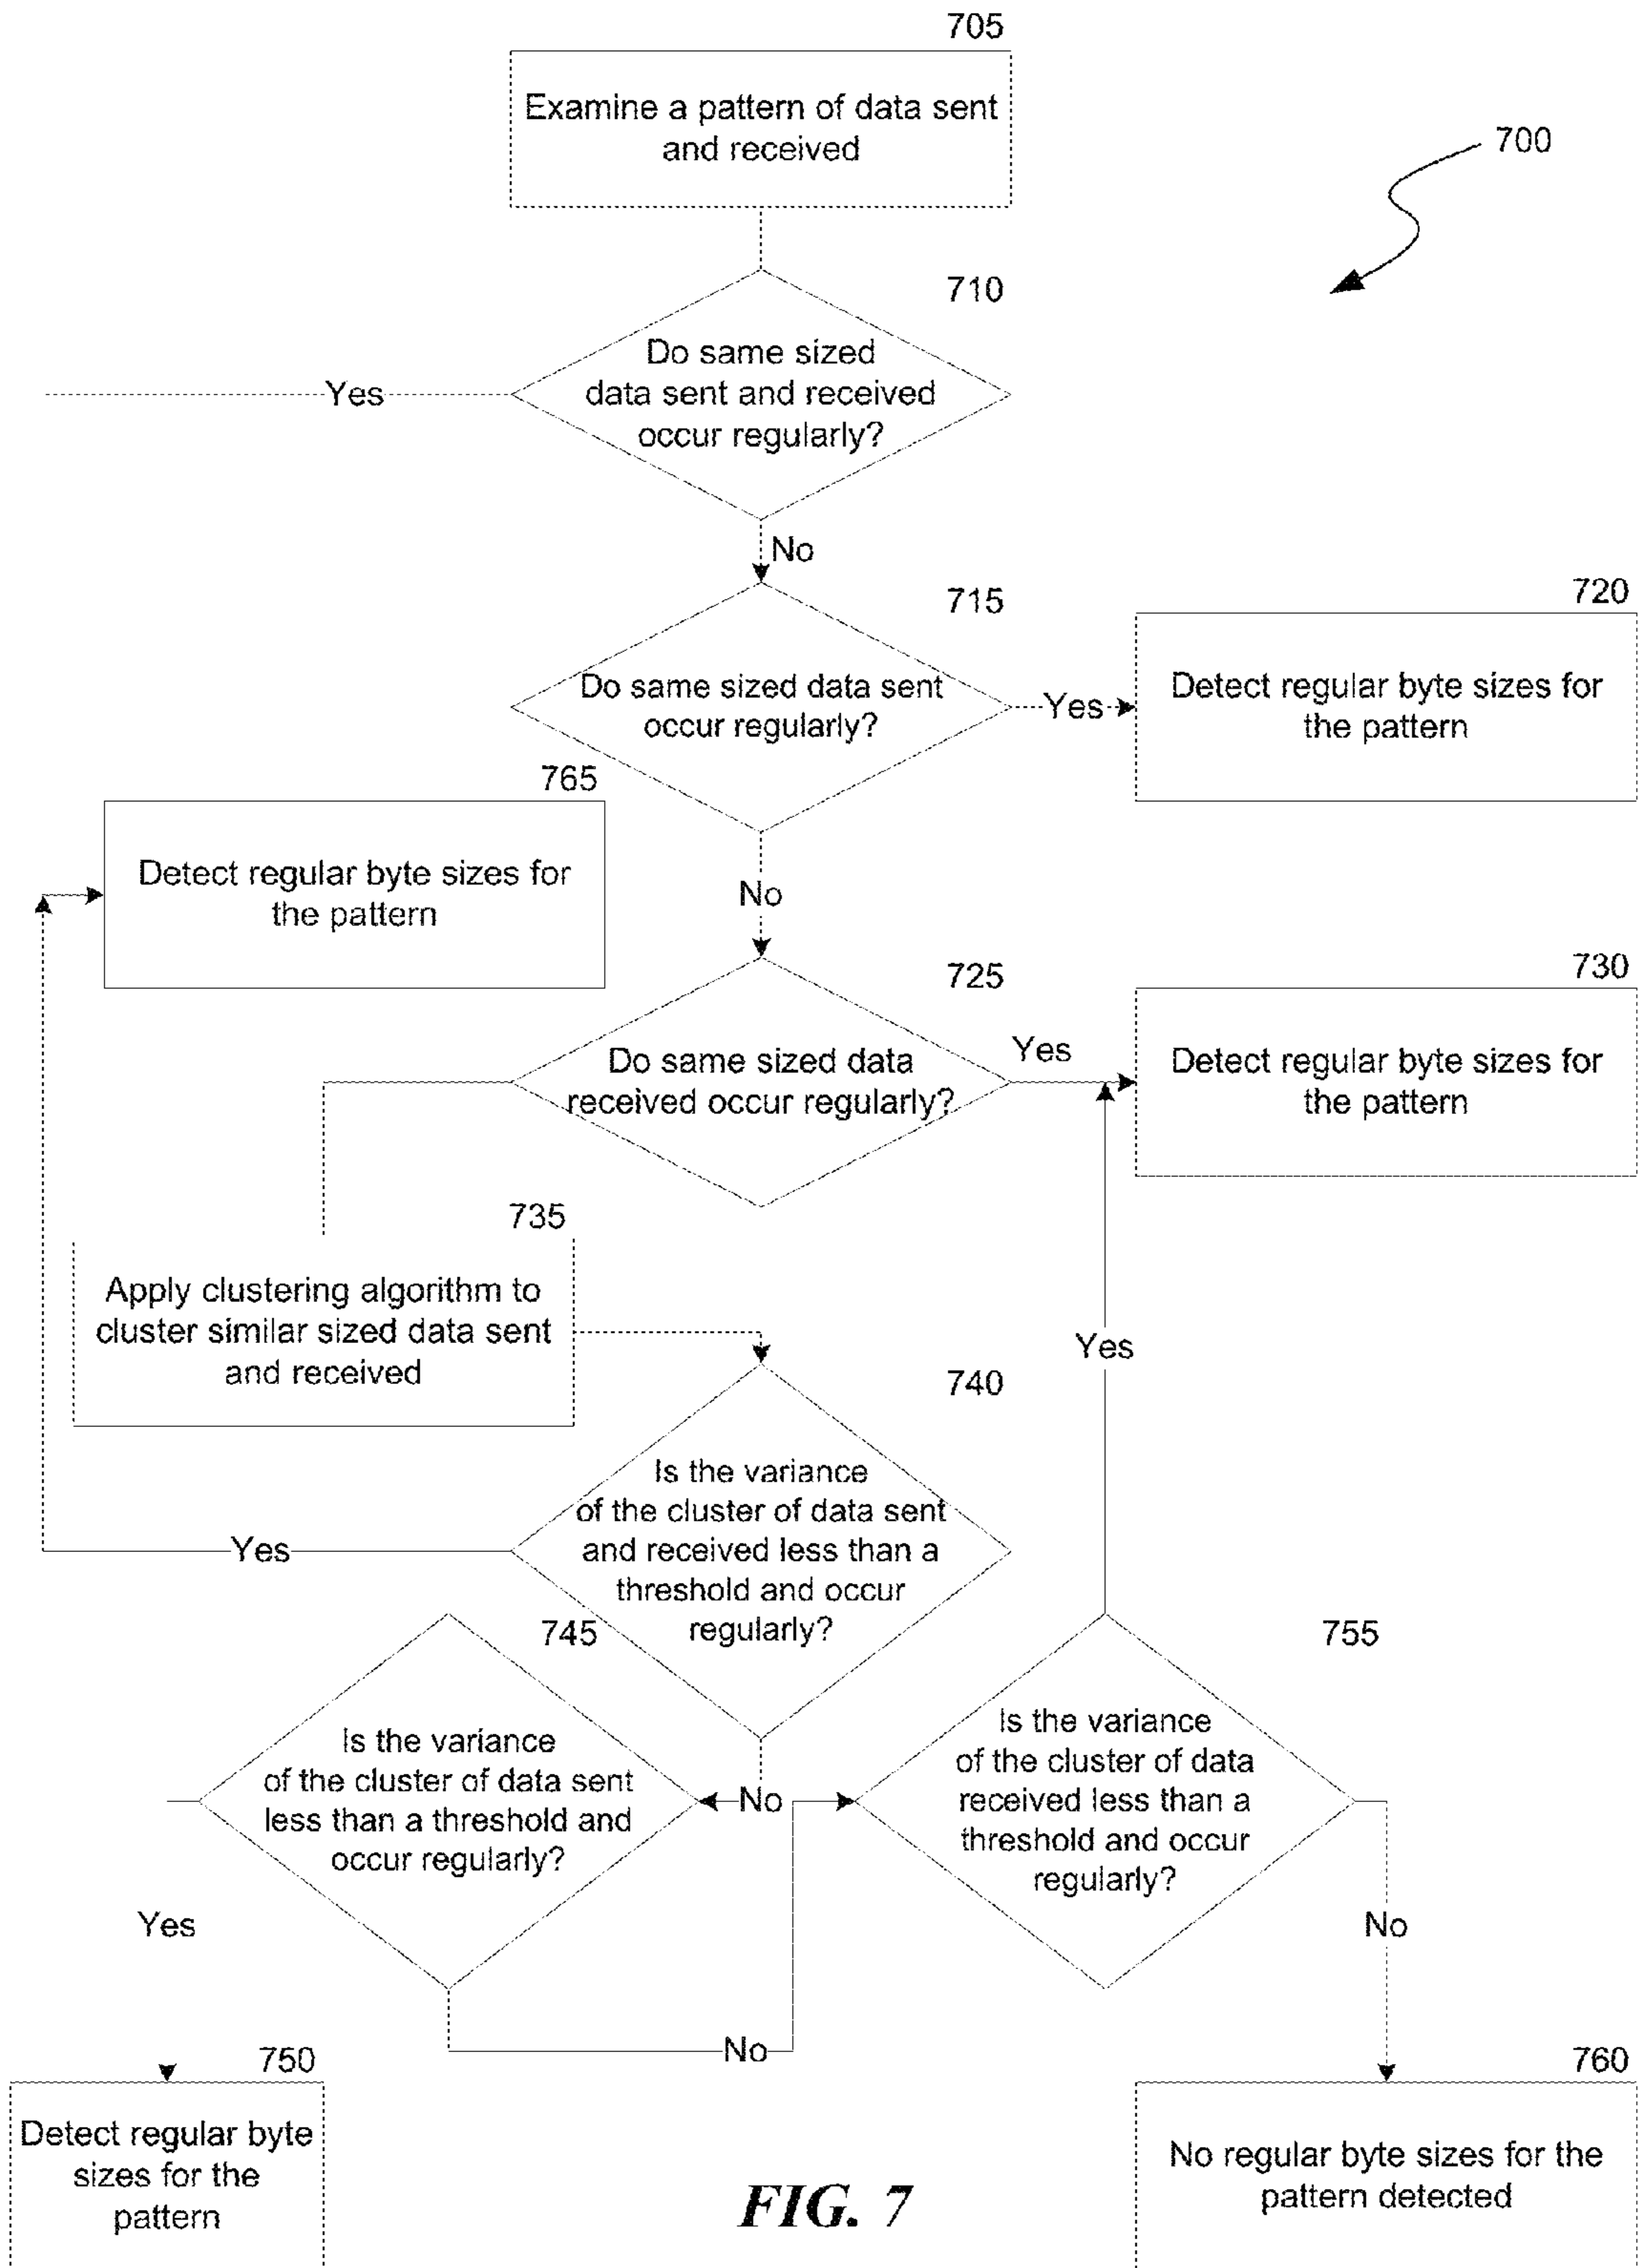 705
Examine a pattern of data sent
and received
700
710
Do same sized
data sent and received
occur regularly?
Yes
No
715
Do same sized data sent
occur regularly?
Yes
720
Detect regular byte sizes for
the pattern
765
Detect regular byte sizes for
the pattern
No
725
Do same sized data
received occur regularly?
Yes
730
Detect regular byte sizes for
the pattern
735
Apply clustering algorithm to
cluster similar sized data sent
and received
Yes
740
Is the variance
of the cluster of data sent
and received less than a
threshold and occur
regularly?
Yes
745
Is the variance
of the cluster of data sent
less than a threshold and
occur regularly?
No
755
Is the variance
of the cluster of data
received less than a
threshold and occur
regularly?
Yes
No
No
750
Detect regular byte
sizes for the
pattern
760
No regular byte sizes for the
pattern detected
FIG. 7